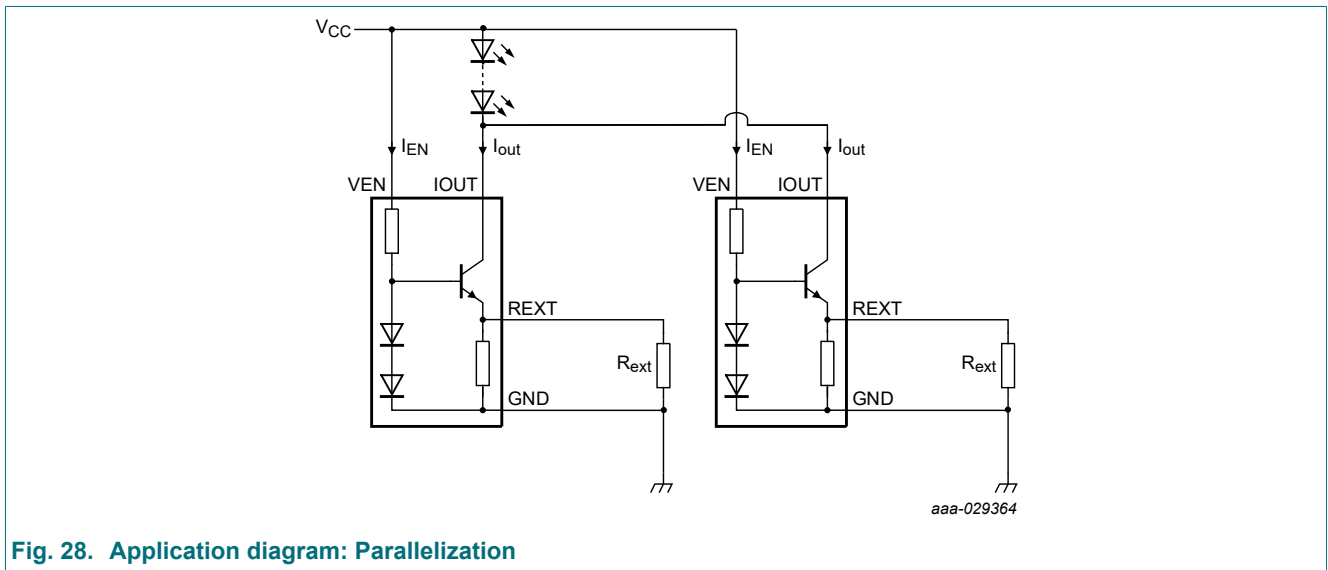 VCC
IEN Iout IEN Iout
VEN IOUT VEN IOUT
REXT REXT
Rext Rext
GND GND
aaa-029364
Fig. 28. Application diagram: Parallelization